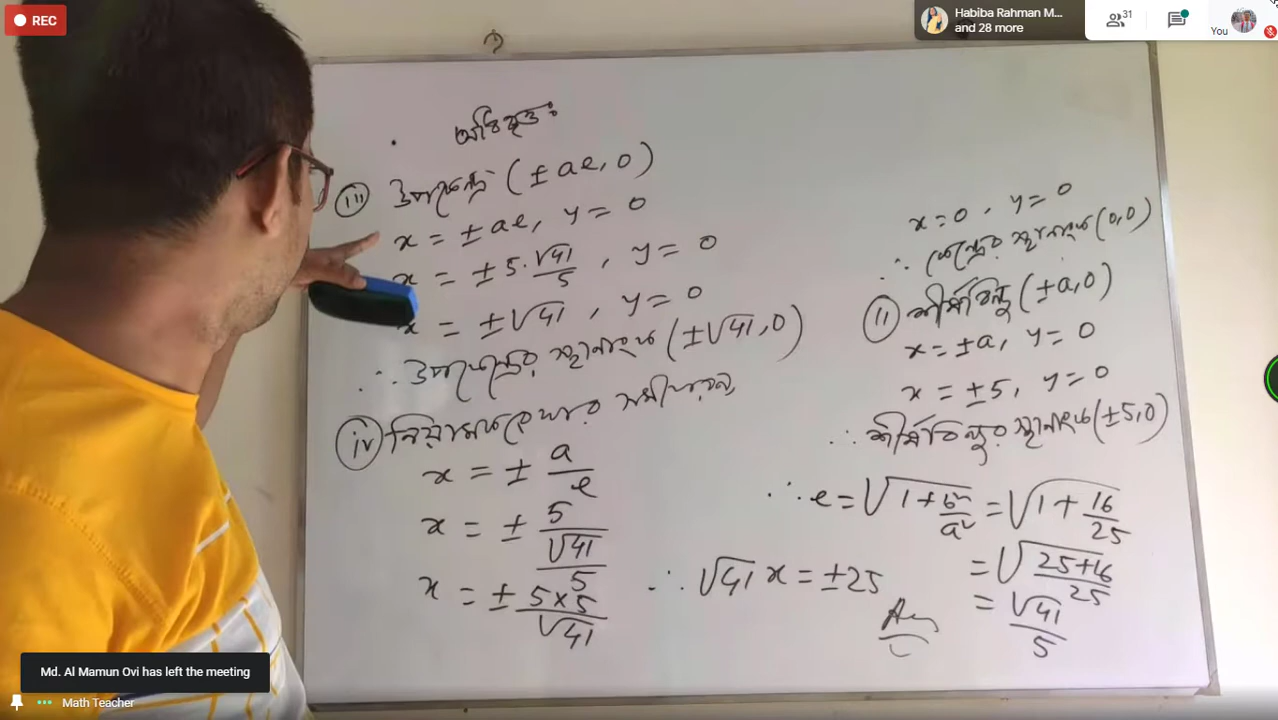 REC
Habiba Rahman M...
and 28 more
31
You
অধিবৃত্তঃ
(iii) উপকেন্দ্র (± ae, 0)
x = ± ae, y = 0
x = ± 5 · √41/5, y = 0
x = ± √41, y = 0
∴ উপকেন্দ্রের স্থানাংক (±√41, 0)
(iv) নিয়ামকরেখার সমীকরন
x = ± a/e
x = ± 5/(√41/5)
x = ± 5×5/√41
∴ √41 x = ±25
Ans
x = 0, y = 0
∴ কেন্দ্রের স্থানাংক (0,0)
(ii) শীর্ষবিন্দু (±a, 0)
x = ±a, y = 0
x = ±5, y = 0
∴ শীর্ষবিন্দুর স্থানাংক (±5, 0)
∴ e = √(1 + b²/a²) = √(1 + 16/25)
= √((25+16)/25)
= √41/5
Md. Al Mamun Ovi has left the meeting
Math Teacher